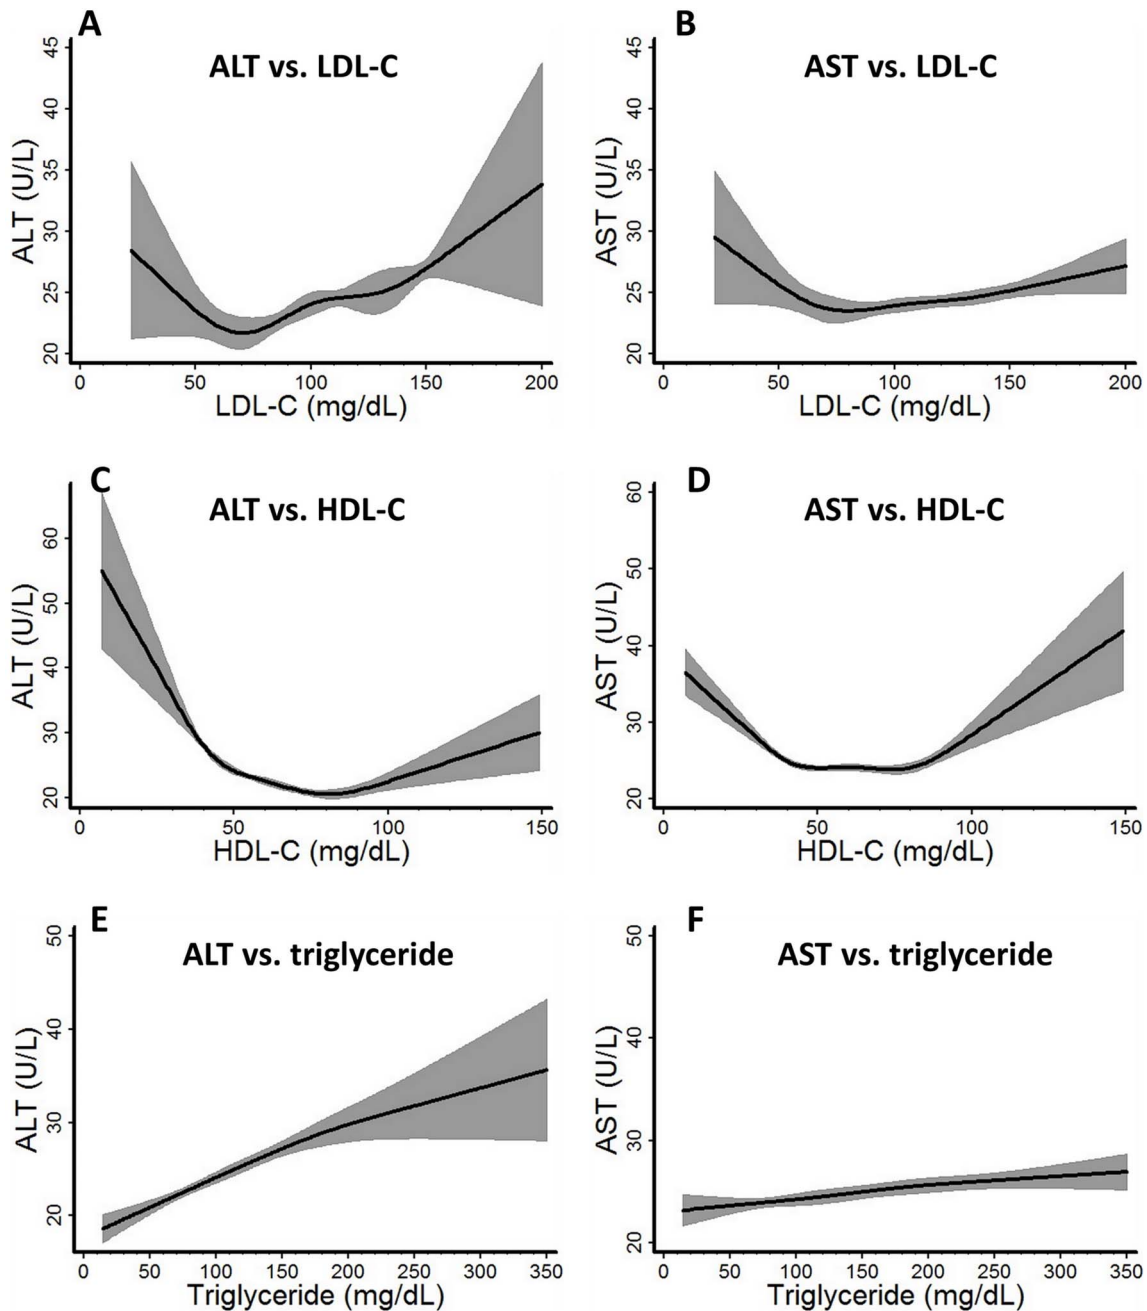 A
ALT vs. LDL-C
ALT (U/L)
45
40
35
30
25
20
0 50 100 150 200
LDL-C (mg/dL)
B
AST vs. LDL-C
AST (U/L)
45
40
35
30
25
20
0 50 100 150 200
LDL-C (mg/dL)
C
ALT vs. HDL-C
ALT (U/L)
60
50
40
30
20
0 50 100 150
HDL-C (mg/dL)
D
AST vs. HDL-C
AST (U/L)
60
50
40
30
20
0 50 100 150
HDL-C (mg/dL)
E
ALT vs. triglyceride
ALT (U/L)
50
40
30
20
0 50 100 150 200 250 300 350
Triglyceride (mg/dL)
F
AST vs. triglyceride
AST (U/L)
50
40
30
20
0 50 100 150 200 250 300 350
Triglyceride (mg/dL)